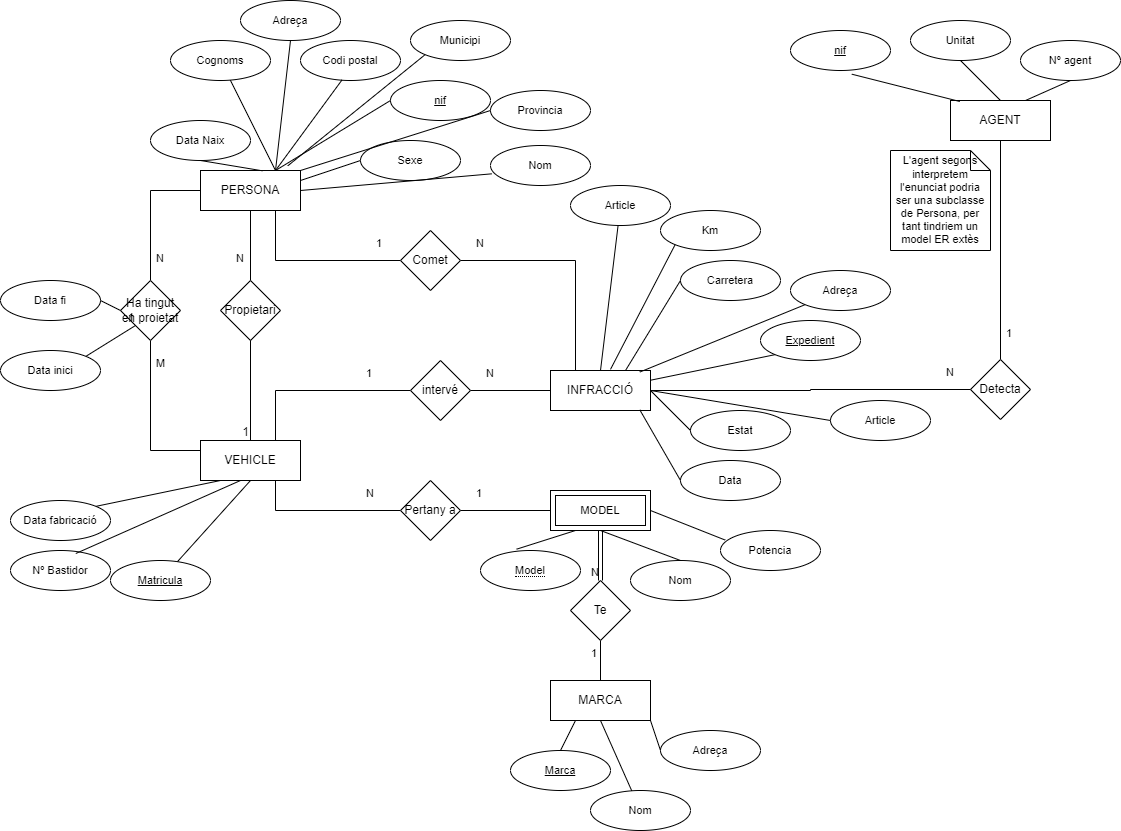 Adreça
Municipi
Cognoms
Codi postal
nif
Unitat
Nº agent
nif
Provincia
AGENT
Data Naix
Sexe
Nom
PERSONA
L'agent segons
interpretem
l'enunciat podria
ser una subclasse
de Persona, per
tant tindriem un
model ER extès
Article
Km
1
N
N
N
Comet
Carretera
Adreça
Data fi
Ha tingut
en proietat
Propietari
Expedient
1
Data inici
M
1
N
N
intervé
INFRACCIÓ
Detecta
Article
Estat
1
VEHICLE
Data
N
1
Data fabricació
Pertany a
MODEL
Potencia
Nº Bastidor
Matricula
Model
N
Nom
Te
1
MARCA
Adreça
Marca
Nom